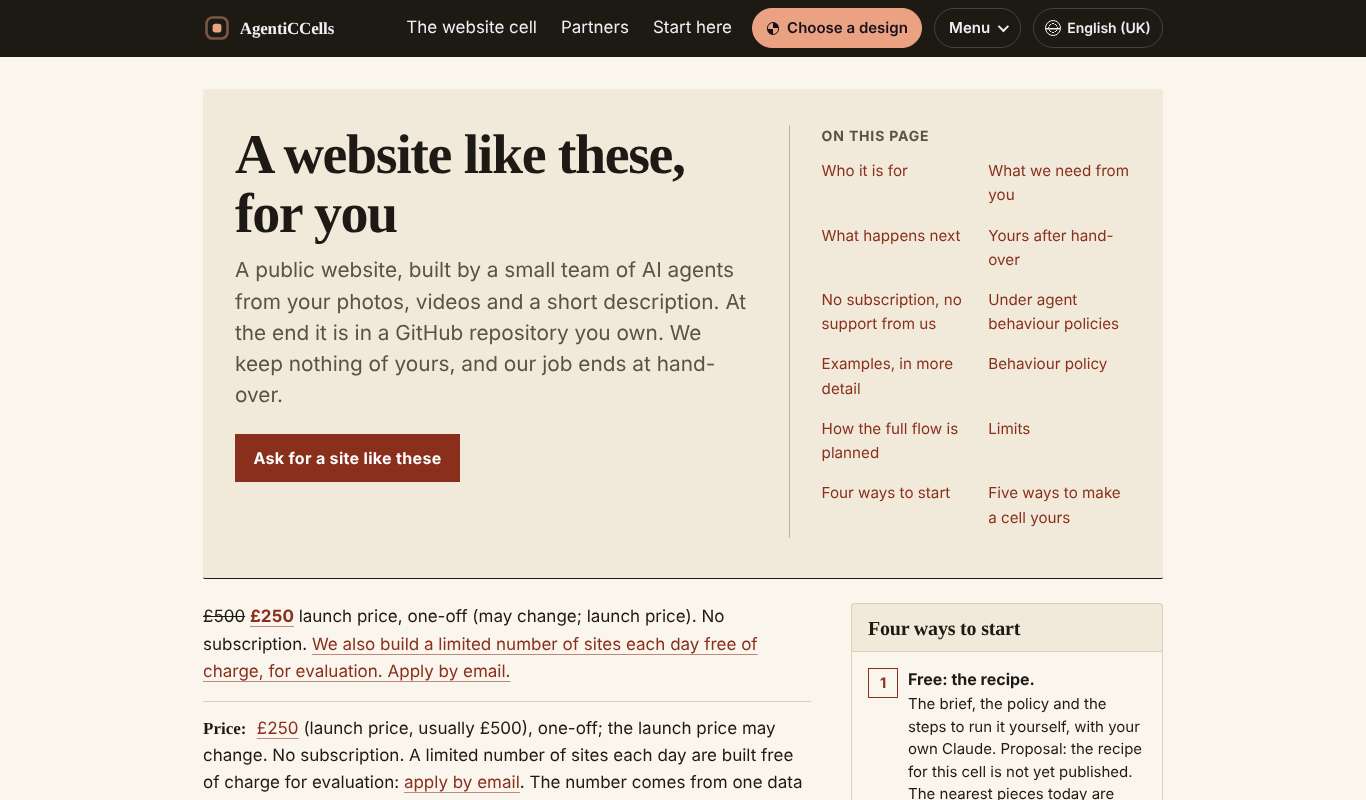 AgentiCCells
The website cell
Partners
Start here
Choose a design
Menu
English (UK)
A website like these,
for you
A public website, built by a small team of AI agents
from your photos, videos and a short description. At
the end it is in a GitHub repository you own. We
keep nothing of yours, and our job ends at hand-
over.
Ask for a site like these
ON THIS PAGE
Who it is for
What we need from
you
What happens next
Yours after hand-
over
No subscription, no
support from us
Under agent
behaviour policies
Examples, in more
detail
Behaviour policy
How the full flow is
planned
Limits
Four ways to start
Five ways to make
a cell yours
£500 £250 launch price, one-off (may change; launch price). No
subscription. We also build a limited number of sites each day free of
charge, for evaluation. Apply by email.
Price: £250 (launch price, usually £500), one-off; the launch price may
change. No subscription. A limited number of sites each day are built free
of charge for evaluation: apply by email. The number comes from one data
Four ways to start
1
Free: the recipe.
The brief, the policy and the
steps to run it yourself, with your
own Claude. Proposal: the recipe
for this cell is not yet published.
The nearest pieces today are